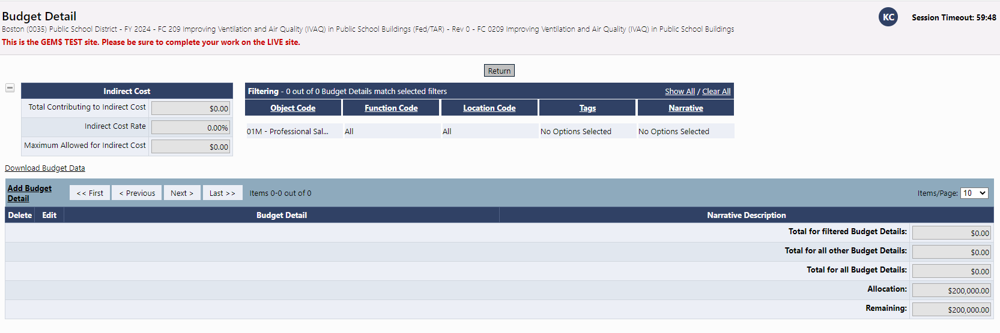 Budget Detail
KC
Session Timeout: 59:48
Boston (0035) Public School District - FY 2024 - FC 209 Improving Ventilation and Air Quality (IVAQ) in Public School Buildings (Fed/TAR) - Rev 0 - FC 0209 Improving Ventilation and Air Quality (IVAQ) in Public School Buildings
This is the GEM$ TEST site. Please be sure to complete your work on the LIVE site.
Return
Indirect Cost
Total Contributing to Indirect Cost $0.00
Indirect Cost Rate 0.00%
Maximum Allowed for Indirect Cost $0.00
Filtering - 0 out of 0 Budget Details match selected filters Show All / Clear All
Object Code Function Code Location Code Tags Narrative
01M - Professional Sal... All All No Options Selected No Options Selected
Download Budget Data
Add Budget Detail
<< First < Previous Next > Last >> Items 0-0 out of 0 Items/Page: 10
Delete Edit Budget Detail Narrative Description
Total for filtered Budget Details: $0.00
Total for all other Budget Details: $0.00
Total for all Budget Details: $0.00
Allocation: $200,000.00
Remaining: $200,000.00